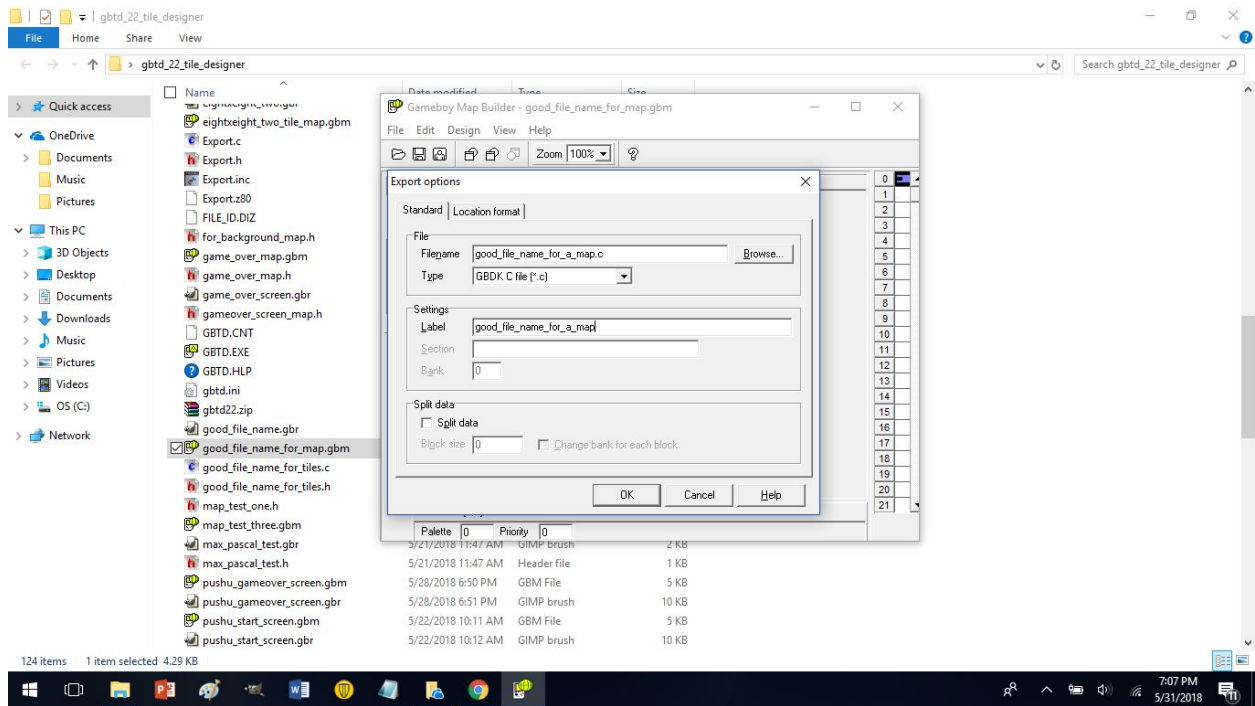 gbtd_22_tile_designer
File Home Share View
gbtd_22_tile_designer
Search gbtd_22_tile_designer
Name Date modified Type Size
Quick access
OneDrive
Documents
Music
Pictures
This PC
3D Objects
Desktop
Documents
Downloads
Music
Pictures
Videos
OS (C:)
Network
eightxeight_two.gbr
eightxeight_two_tile_map.gbm
Export.c
Export.h
Export.inc
Export.z80
FILE_ID.DIZ
for_background_map.h
game_over_map.gbm
game_over_map.h
game_over_screen.gbr
gameover_screen_map.h
GBTD.CNT
GBTD.EXE
GBTD.HLP
gbtd.ini
gbtd22.zip
good_file_name.gbr
good_file_name_for_map.gbm
good_file_name_for_tiles.c
good_file_name_for_tiles.h
map_test_one.h
map_test_three.gbm
max_pascal_test.gbr 5/21/2018 11:47 AM GIMP brush 2 KB
max_pascal_test.h 5/21/2018 11:47 AM Header file 1 KB
pushu_gameover_screen.gbm 5/28/2018 6:50 PM GBM File 5 KB
pushu_gameover_screen.gbr 5/28/2018 6:51 PM GIMP brush 10 KB
pushu_start_screen.gbm 5/22/2018 10:11 AM GBM File 5 KB
pushu_start_screen.gbr 5/22/2018 10:12 AM GIMP brush 10 KB
Gameboy Map Builder - good_file_name_for_map.gbm
File Edit Design View Help
Zoom 100%
Export options
Standard Location format
File
Filename good_file_name_for_a_map.c Browse...
Type GBDK C file (*.c)
Settings
Label good_file_name_for_a_map
Section
Bank 0
Split data
Split data
Block size 0 Change bank for each block
OK Cancel Help
Palette 0 Priority 0
0
1
2
3
4
5
6
7
8
9
10
11
12
13
14
15
16
17
18
19
20
21
124 items 1 item selected 4.29 KB
7:07 PM
5/31/2018
11